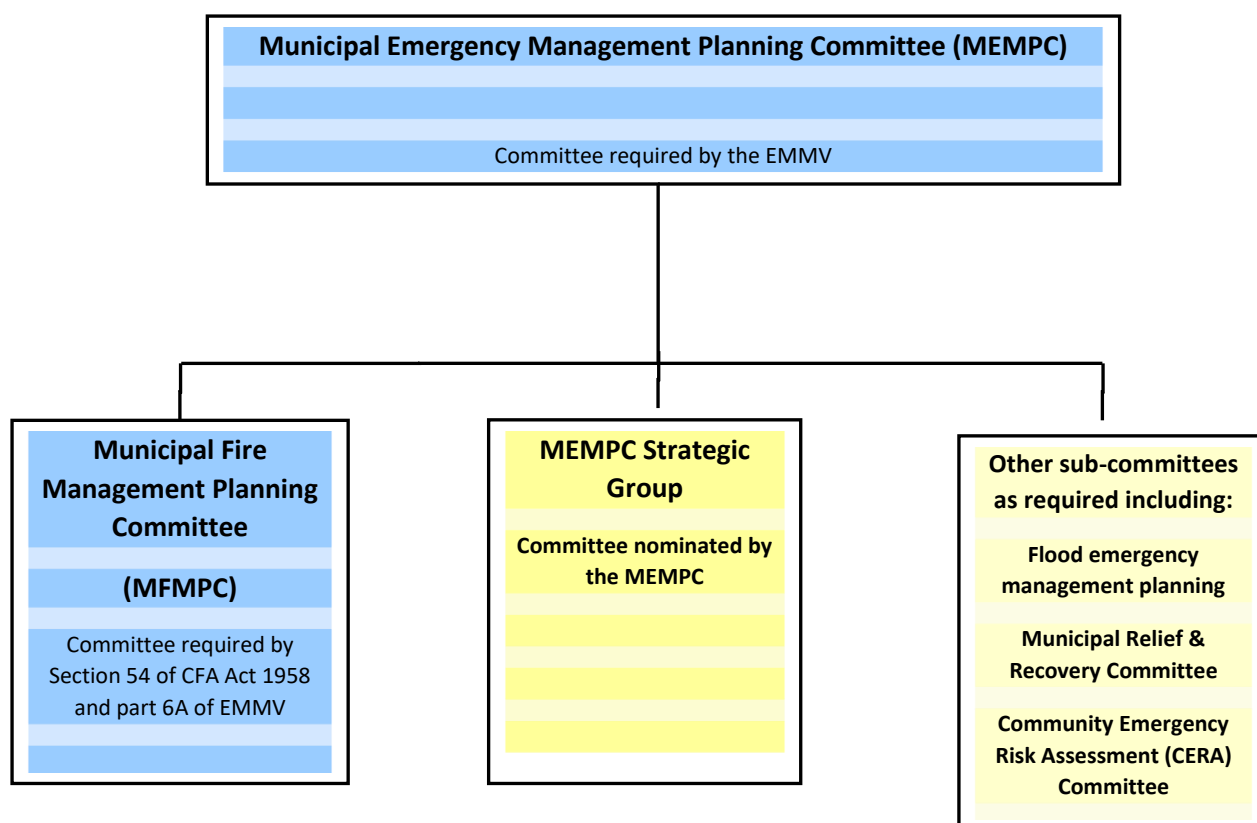 Municipal Emergency Management Planning Committee (MEMPC)
Committee required by the EMMV
Municipal Fire
Management Planning
Committee
(MFMPC)
Committee required by
Section 54 of CFA Act 1958
and part 6A of EMMV
MEMPC Strategic
Group
Committee nominated by
the MEMPC
Other sub-committees
as required including:
Flood emergency
management planning
Municipal Relief &
Recovery Committee
Community Emergency
Risk Assessment (CERA)
Committee